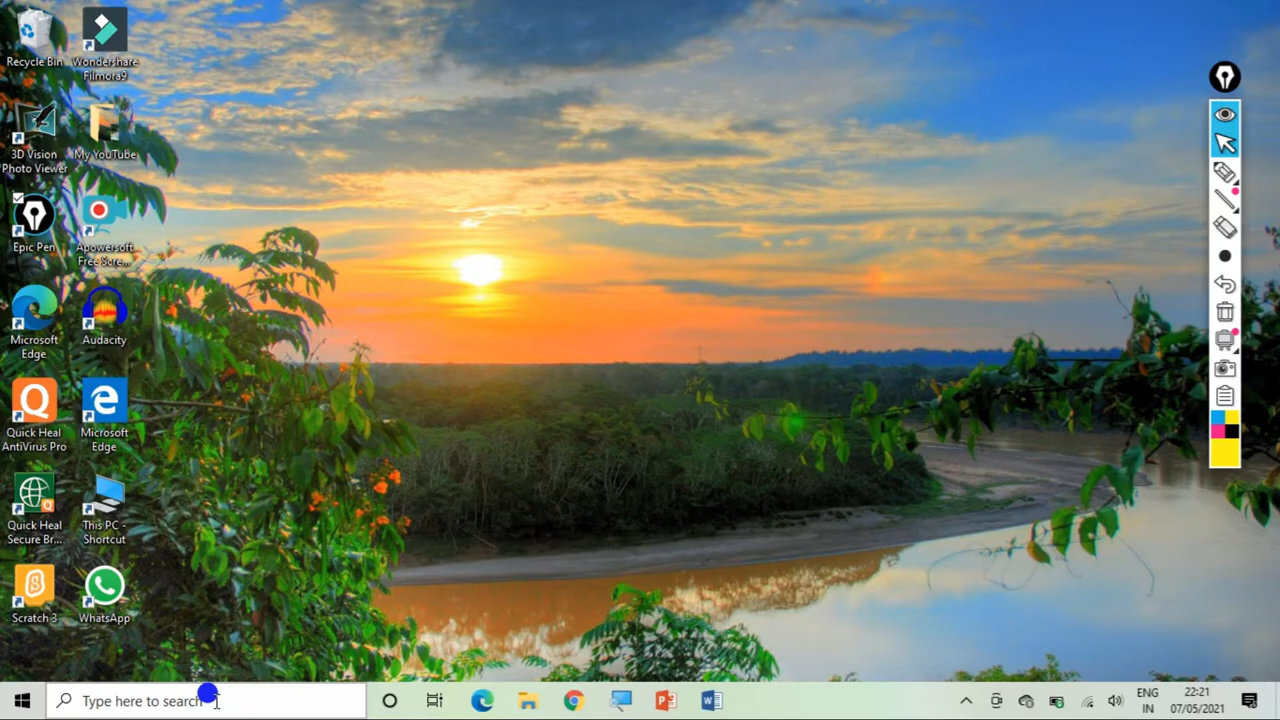 Recycle Bin
Wondershare
Filmora9
3D Vision
Photo Viewer
My YouTube
Epic Pen
Apowersoft
Free Scre...
Microsoft
Edge
Audacity
Quick Heal
AntiVirus Pro
Microsoft
Edge
Quick Heal
Secure Br...
This PC -
Shortcut
Scratch 3
WhatsApp
Type here to search
ENG
IN
22:21
07/05/2021